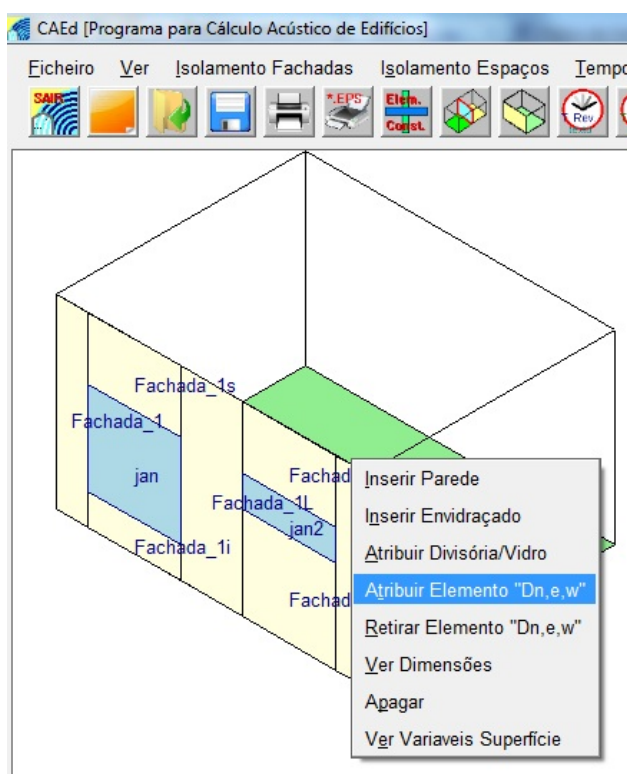 CAEd [Programa para Cálculo Acústico de Edifícios]
Ficheiro Ver Isolamento Fachadas Isolamento Espaços Tempo
SAIR
*.EPS
Elem.
Const.
T Rev
Fachada_1s
Fachada_1
jan
Fachad
Fachada_1L
jan2
Fachada_1i
Fachad
Inserir Parede
Inserir Envidraçado
Atribuir Divisória/Vidro
Atribuir Elemento "Dn,e,w"
Retirar Elemento "Dn,e,w"
Ver Dimensões
Apagar
Ver Variaveis Superfície